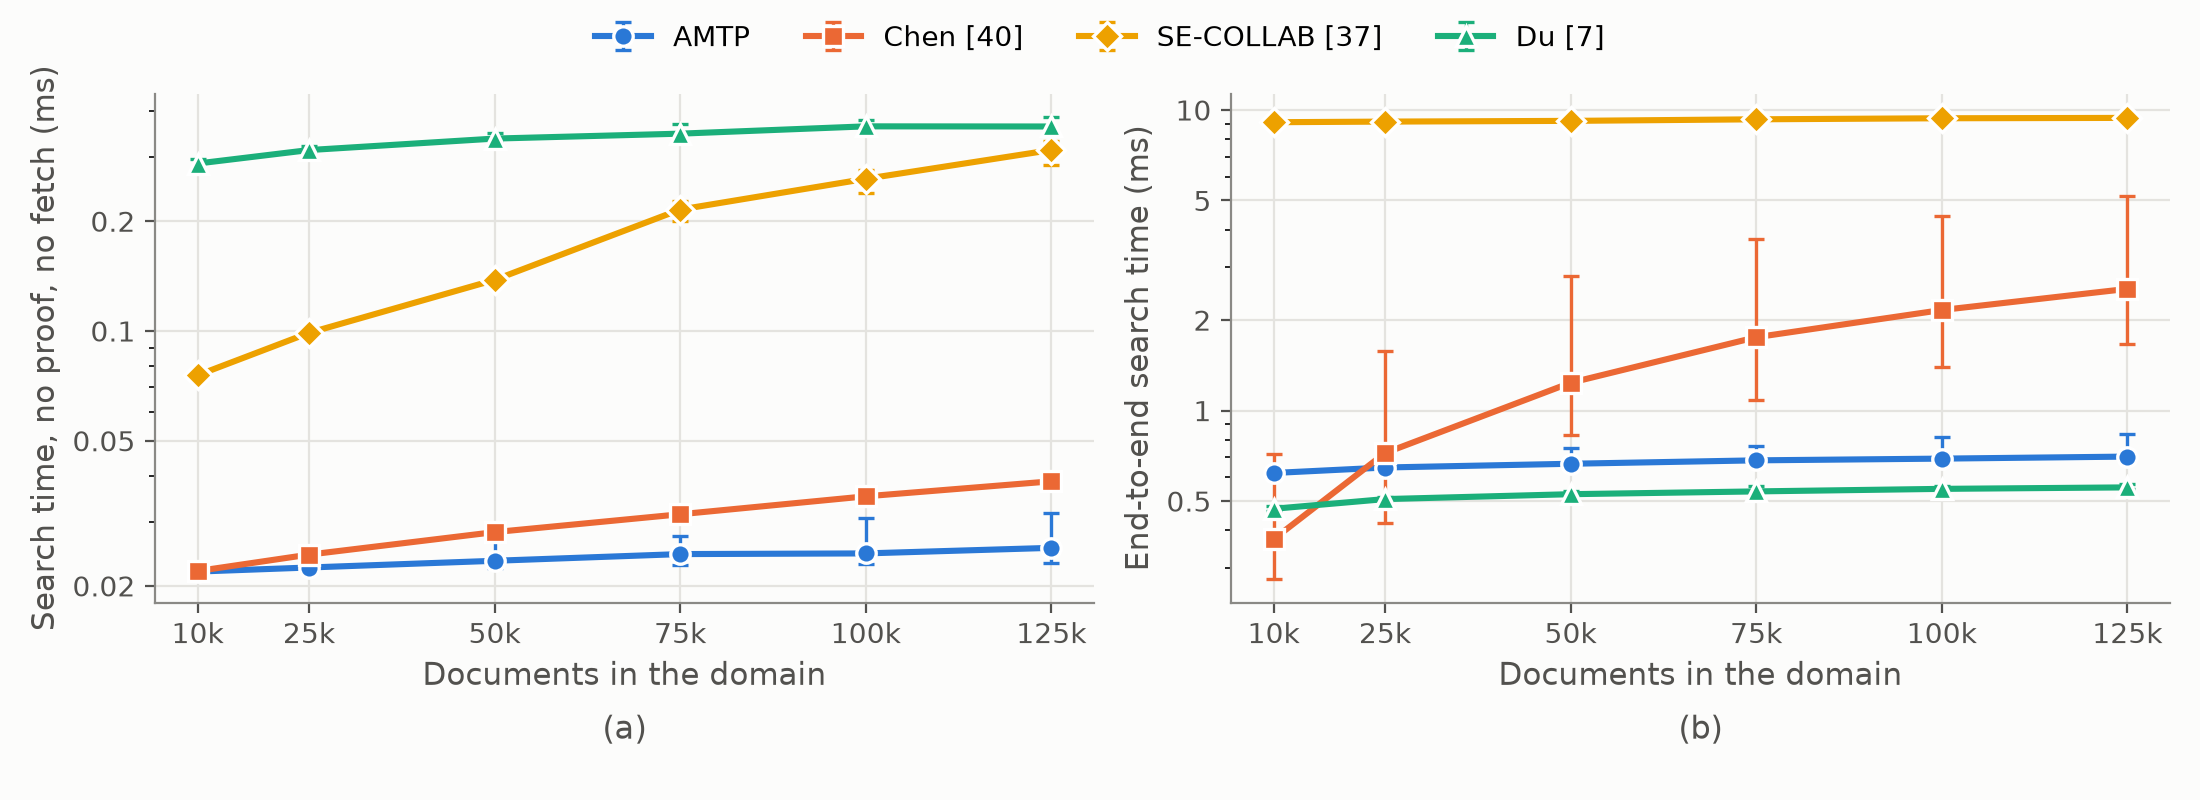 AMTP Chen [40] SE-COLLAB [37] Du [7]
Search time, no proof, no fetch (ms)
0.2
0.1
0.05
0.02
10k 25k 50k 75k 100k 125k
Documents in the domain
(a)
End-to-end search time (ms)
10
5
2
1
0.5
10k 25k 50k 75k 100k 125k
Documents in the domain
(b)